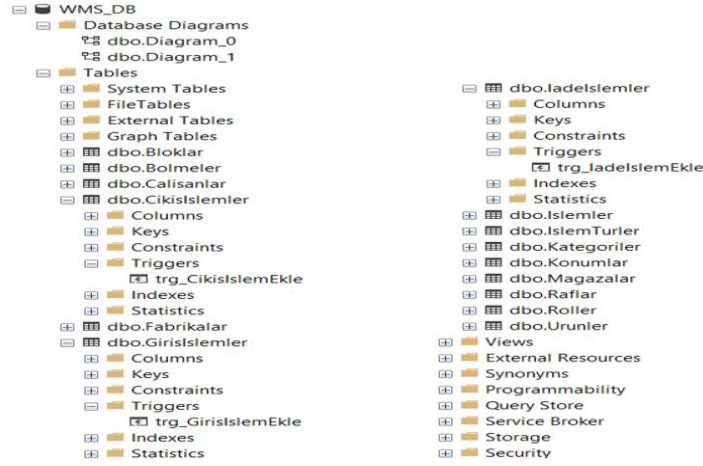 WMS_DB
Database Diagrams
dbo.Diagram_0
dbo.Diagram_1
Tables
System Tables
FileTables
External Tables
Graph Tables
dbo.Bloklar
dbo.Bolmeler
dbo.Calisanlar
dbo.CikisIslemler
Columns
Keys
Constraints
Triggers
trg_CikisIslemEkle
Indexes
Statistics
dbo.Fabrikalar
dbo.GirisIslemler
Columns
Keys
Constraints
Triggers
trg_GirisIslemEkle
Indexes
Statistics
dbo.IadeIslemler
Columns
Keys
Constraints
Triggers
trg_IadeIslemEkle
Indexes
Statistics
dbo.Islemler
dbo.IslemTurler
dbo.Kategoriler
dbo.Konumlar
dbo.Magazalar
dbo.Raflar
dbo.Roller
dbo.Urunler
Views
External Resources
Synonyms
Programmability
Query Store
Service Broker
Storage
Security